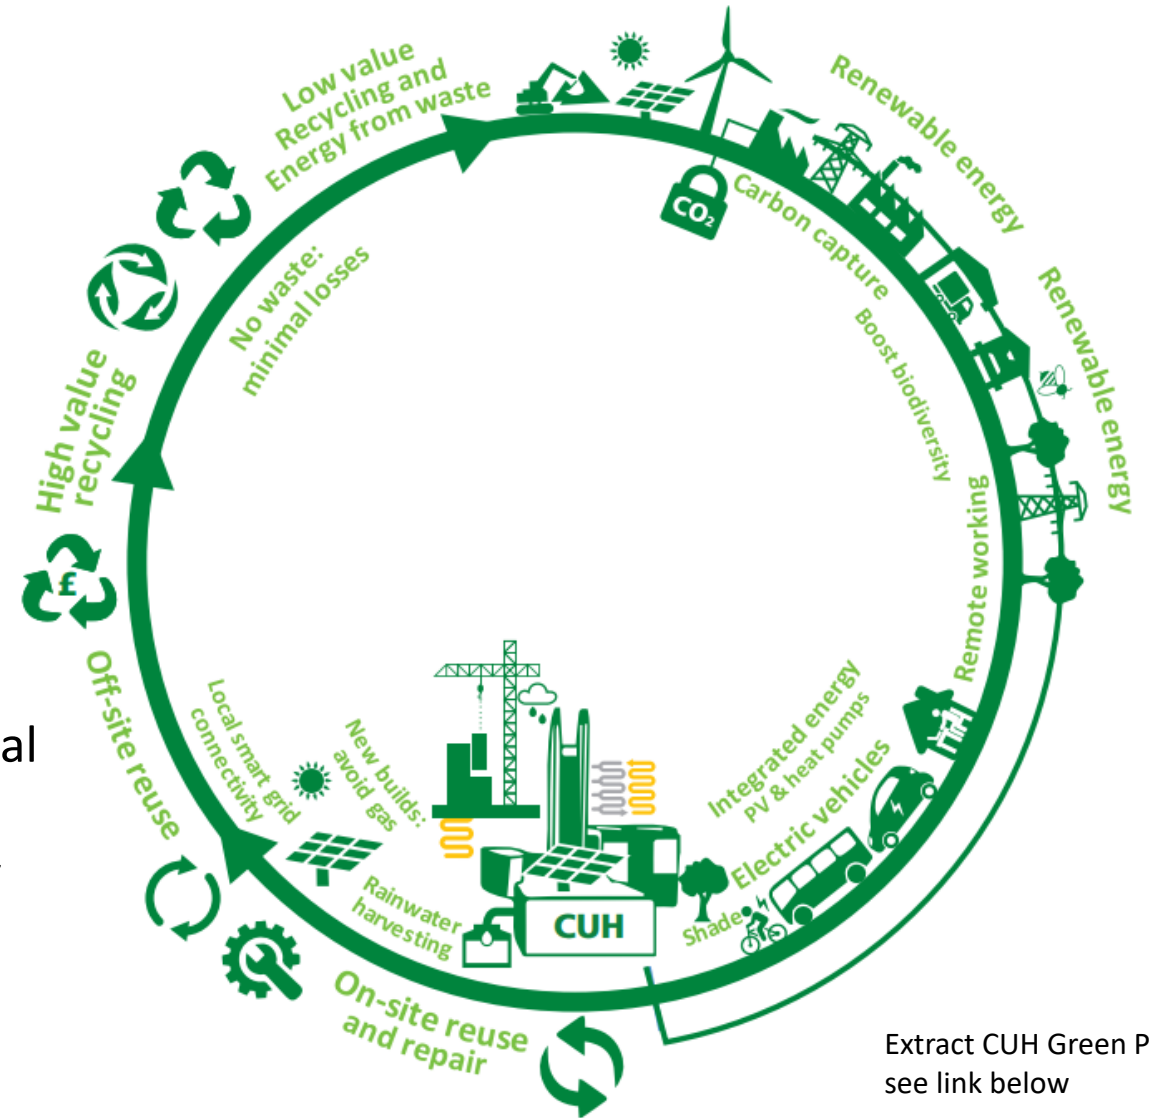 Low value
Recycling and
Energy from waste
Renewable energy
CO₂
Carbon capture
No waste:
minimal losses
Boost biodiversity
Renewable energy
High value
recycling
Remote working
£
Off-site reuse
Local smart grid
connectivity
New builds:
avoid gas
Integrated energy
PV & heat pumps
Electric vehicles
al
Rainwater
harvesting
CUH
Shade
On-site reuse
and repair
Extract CUH Green P
see link below